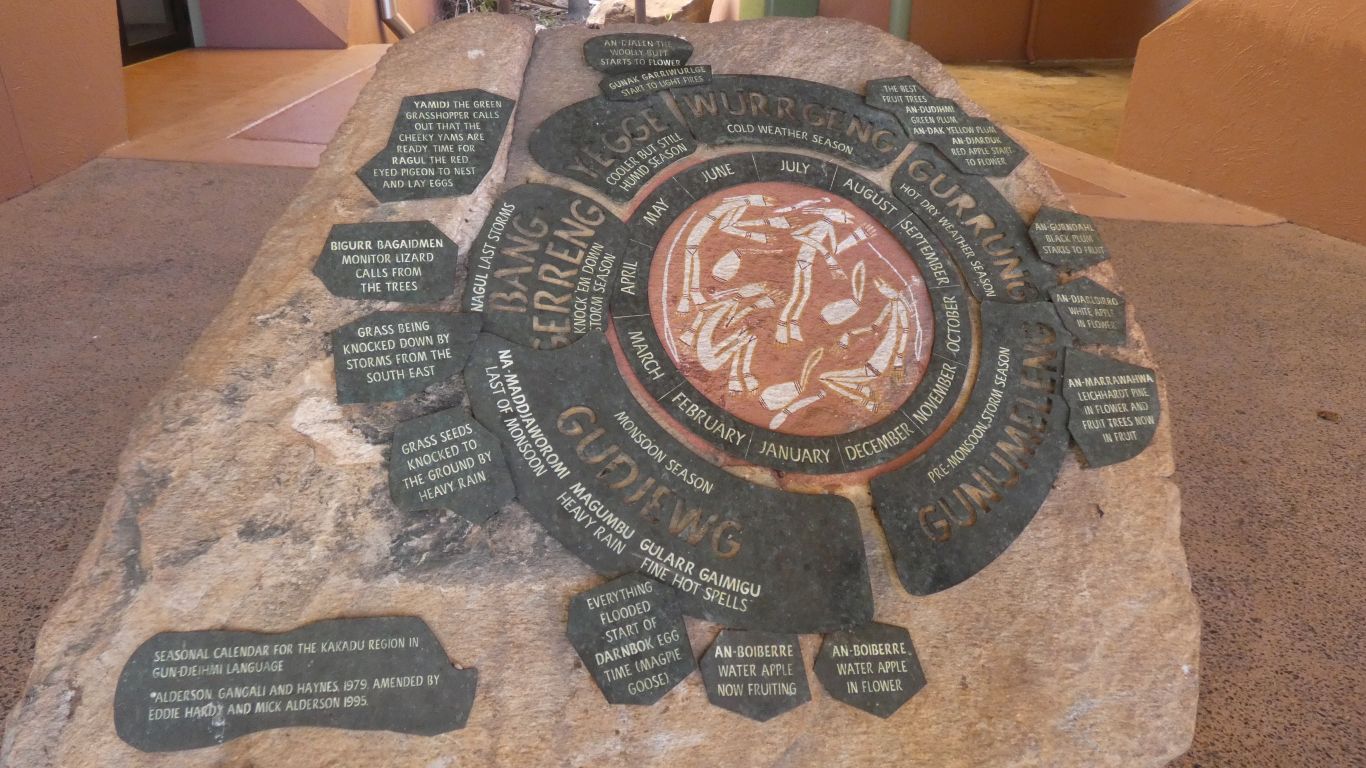 AN-DJALEN THE
WOOLLY BUTT
STARTS TO FLOWER
GUNAK GARRIWURLGE
START TO LIGHT FIRES
YAMIDJ THE GREEN
GRASSHOPPER CALLS
OUT THAT THE
CHEEKY YAMS ARE
READY. TIME FOR
RAGUL THE RED
EYED PIGEON TO NEST
AND LAY EGGS
THE BEST
FRUIT TREES
AN-DUDJMI
GREEN PLUM
AN-DAK YELLOW PLUM
AN-DJARDUK
RED APPLE START
TO FLOWER
YEGGE
COOLER BUT STILL
HUMID SEASON
WURRGENG
COLD WEATHER SEASON
GURRUNG
HOT DRY WEATHER SEASON
AN-GURNDAHL
BLACK PLUM
STARTS TO FRUIT
WHITE APPLE
IN FLOWER
AN-MARRAWAHWA
LEICHHARDT PINE
IN FLOWER AND
FRUIT TREES NOW
IN FRUIT
BIGURR BAGAIDMEN
MONITOR LIZARD
CALLS FROM
THE TREES
NAGUL LAST STORMS
BANG
GERRENG
KNOCK 'EM DOWN
STORM SEASON
GRASS BEING
KNOCKED DOWN BY
STORMS FROM THE
SOUTH EAST
GRASS SEEDS
KNOCKED TO
THE GROUND BY
HEAVY RAIN
JUNE
JULY
AUGUST
SEPTEMBER
OCTOBER
NOVEMBER
DECEMBER
JANUARY
FEBRUARY
MARCH
APRIL
MAY
PRE-MONSOON STORM SEASON
GUNUMELENG
MONSOON SEASON
GUDJEWG
NA-MADDJAWOROMI
LAST OF MONSOON
MAGUMBU
HEAVY RAIN
GULARR GAIMIGU
FINE HOT SPELLS
EVERYTHING
FLOODED
START OF
DARNBOK EGG
TIME (MAGPIE
GOOSE)
AN-BOIBERRE
WATER APPLE
NOW FRUITING
AN-BOIBERRE
WATER APPLE
IN FLOWER
SEASONAL CALENDAR FOR THE KAKADU REGION IN
GUN-DJEIHMI LANGUAGE
*ALDERSON, GANGALI AND HAYNES, 1979. AMENDED BY
EDDIE HARDY AND MICK ALDERSON 1995.